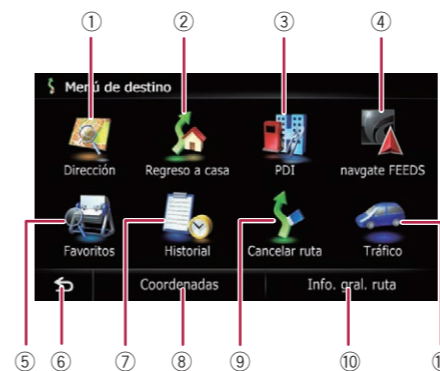 ① ② ③ ④
Menú de destino
Dirección Regreso a casa PDI navgate FEEDS
Favoritos Historial Cancelar ruta Tráfico
Coordenadas Info. gral. ruta
⑤ ⑥ ⑦ ⑧ ⑨ ⑩